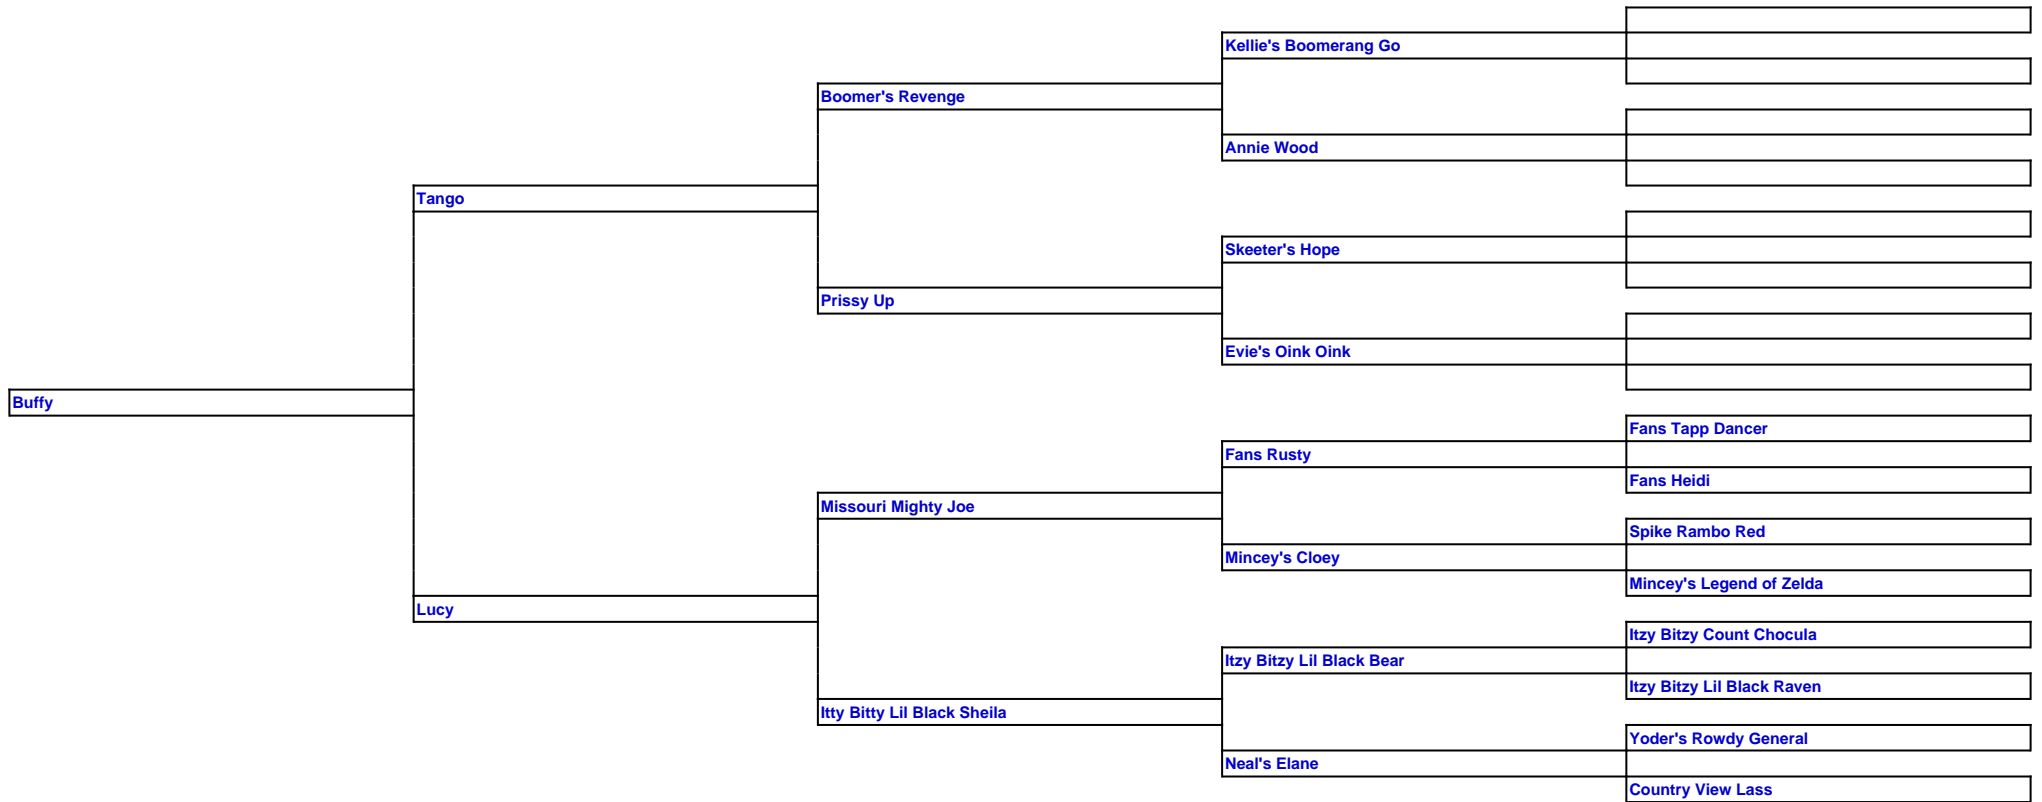 Kellie's Boomerang Go
Boomer's Revenge
Annie Wood
Tango
Skeeter's Hope
Prissy Up
Evie's Oink Oink
Buffy
Fans Tapp Dancer
Fans Rusty
Fans Heidi
Missouri Mighty Joe
Spike Rambo Red
Mincey's Cloey
Mincey's Legend of Zelda
Lucy
Itzy Bitzy Count Chocula
Itzy Bitzy Lil Black Bear
Itzy Bitzy Lil Black Raven
Itty Bitty Lil Black Sheila
Yoder's Rowdy General
Neal's Elane
Country View Lass